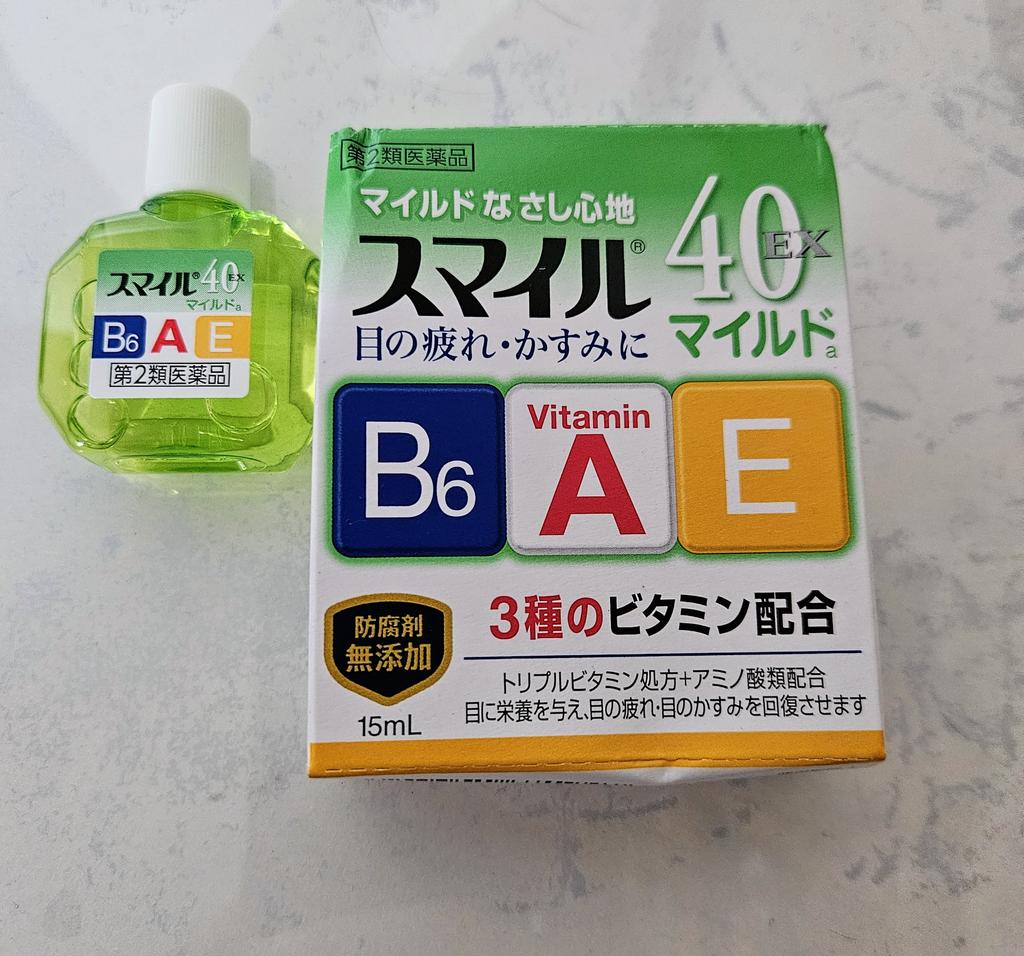 スマイル® 40 EX
マイルドa
B6 A E
第2類医薬品
第2類医薬品
マイルドなさし心地
スマイル® 40 EX
目の疲れ・かすみに マイルドa
B6
Vitamin
A
E
3種のビタミン配合
防腐剤
無添加
トリプルビタミン処方+アミノ酸類配合
目に栄養を与え、目の疲れ・目のかすみを回復させます
15mL